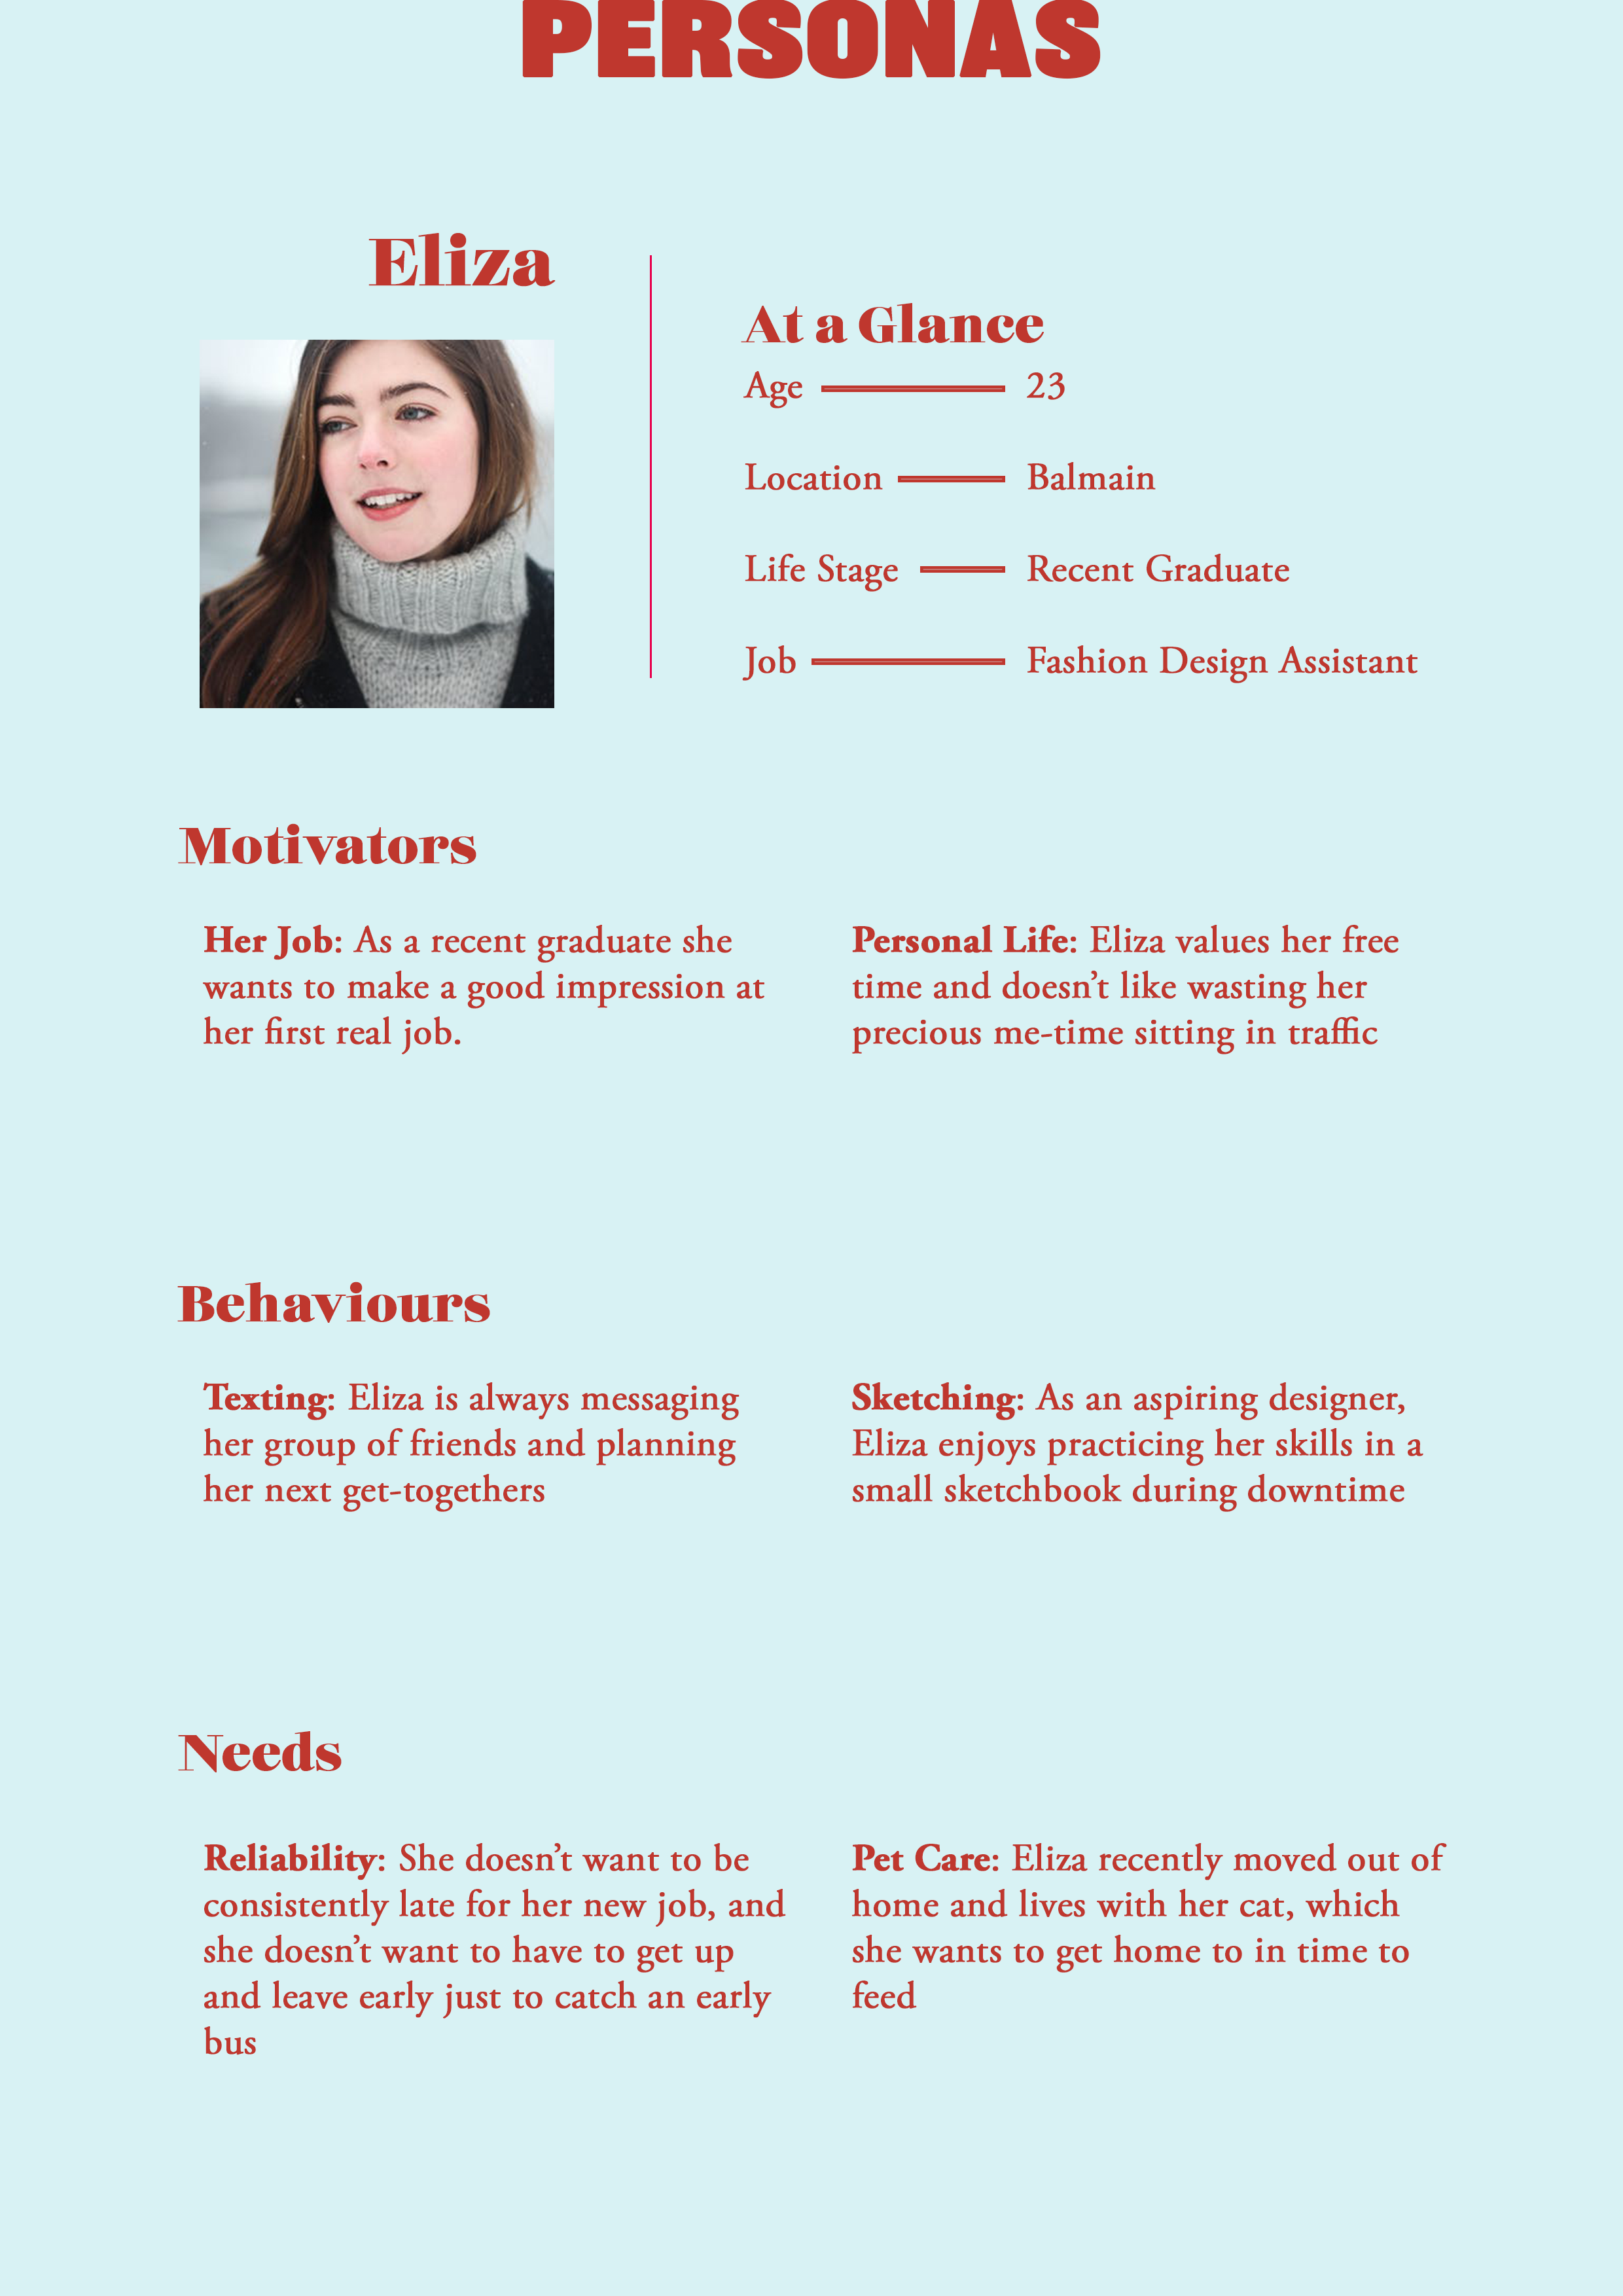 PERSONAS
Eliza
At a Glance
Age 23
Location Balmain
Life Stage Recent Graduate
Job Fashion Design Assistant
Motivators
Her Job: As a recent graduate she
wants to make a good impression at
her first real job.
Personal Life: Eliza values her free
time and doesn’t like wasting her
precious me-time sitting in traffic
Behaviours
Texting: Eliza is always messaging
her group of friends and planning
her next get-togethers
Sketching: As an aspiring designer,
Eliza enjoys practicing her skills in a
small sketchbook during downtime
Needs
Reliability: She doesn’t want to be
consistently late for her new job, and
she doesn’t want to have to get up
and leave early just to catch an early
bus
Pet Care: Eliza recently moved out of
home and lives with her cat, which
she wants to get home to in time to
feed